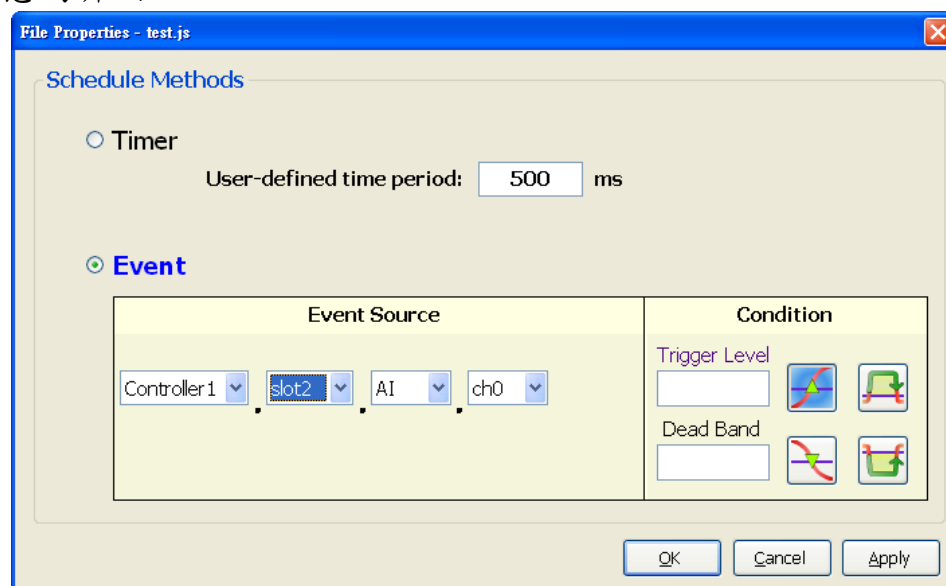 File Properties - test.js
Schedule Methods
Timer
User-defined time period: 500 ms
Event
Event Source
Condition
Controller1 , slot2 , AI , ch0
Trigger Level
Dead Band
OK
Cancel
Apply